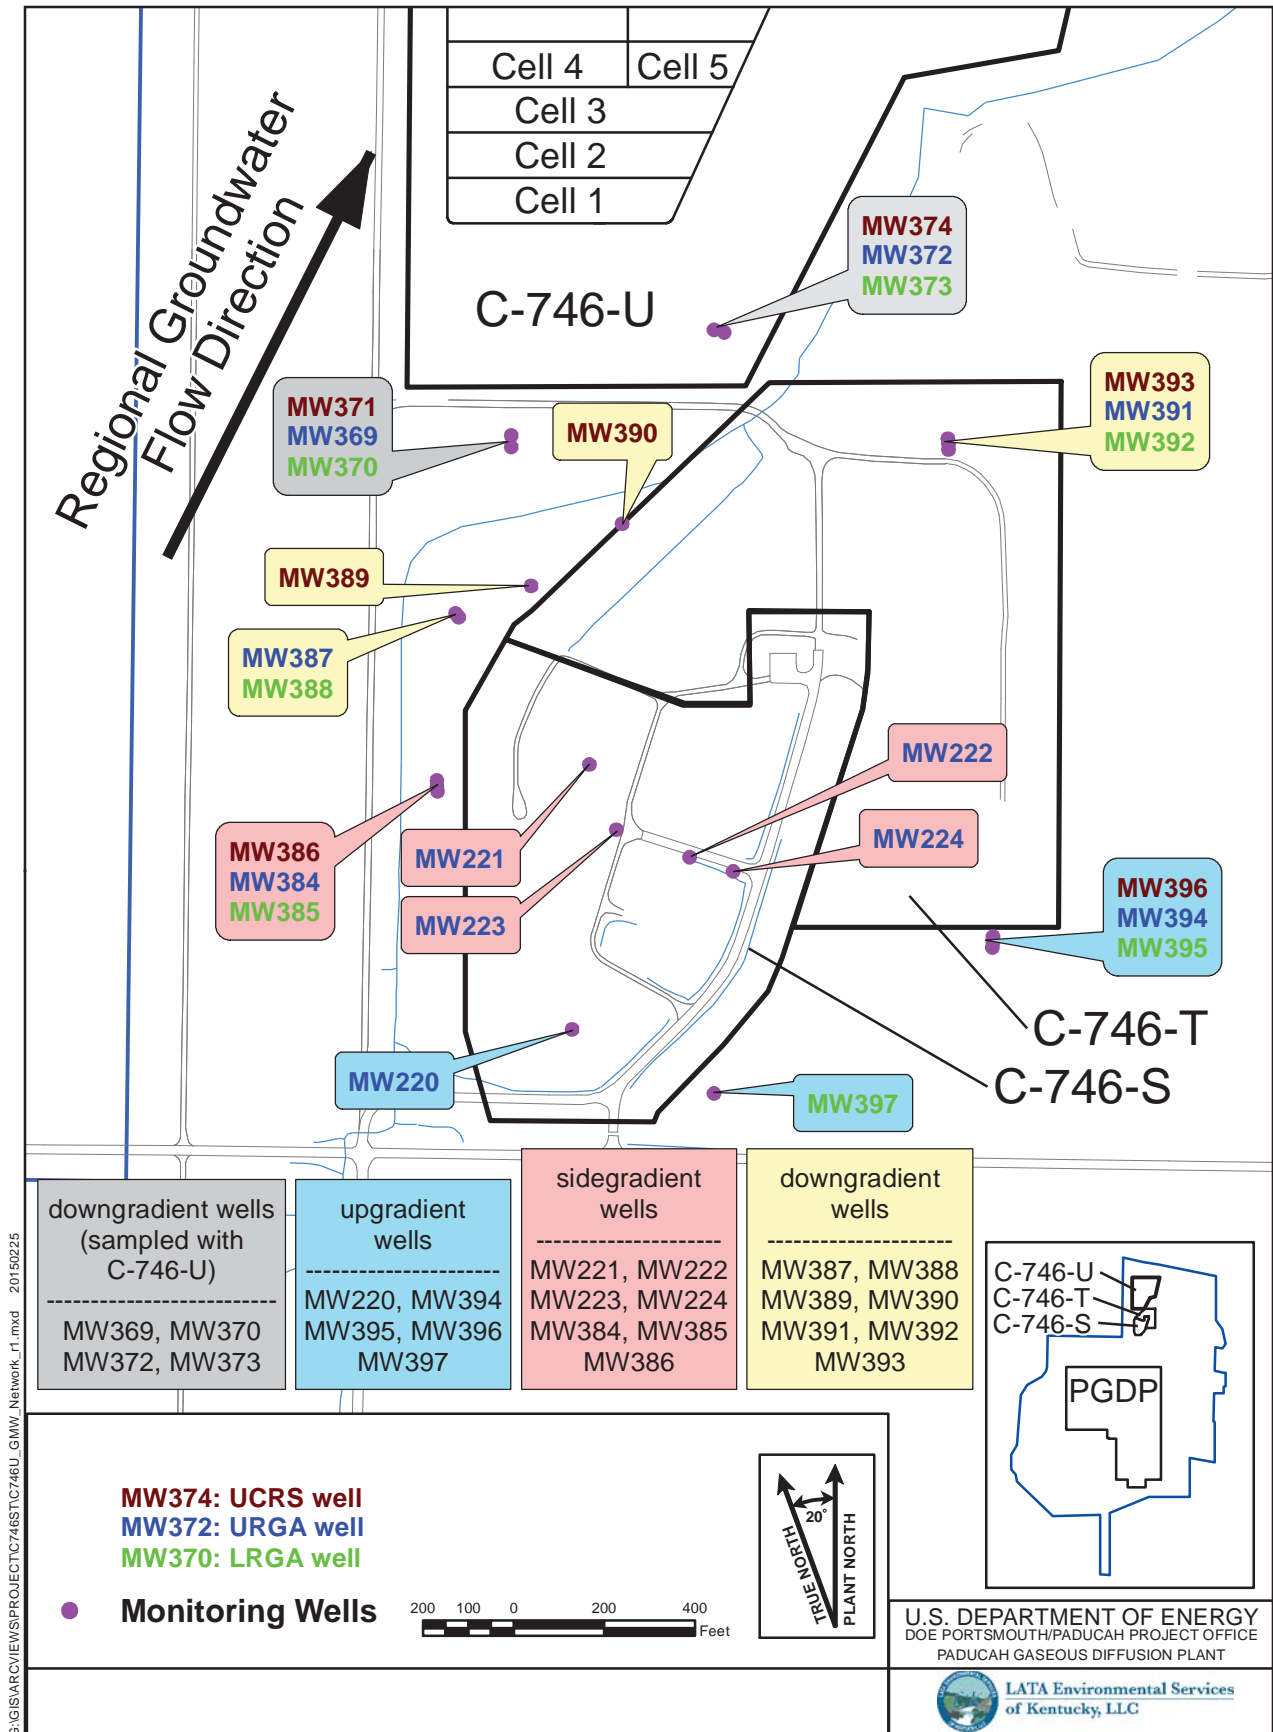 Cell 4
Cell 5
Cell 3
Cell 2
Cell 1
Regional Groundwater
Flow Direction
C-746-U
MW374
MW372
MW373
MW371
MW369
MW370
MW390
MW393
MW391
MW392
MW389
MW387
MW388
MW222
MW224
MW386
MW384
MW385
MW221
MW223
MW396
MW394
MW395
C-746-T
C-746-S
MW220
MW397
downgradient wells
(sampled with
C-746-U)
------------------------
MW369, MW370
MW372, MW373
upgradient
wells
--------------------
MW220, MW394
MW395, MW396
MW397
sidegradient
wells
-------------------
MW221, MW222
MW223, MW224
MW384, MW385
MW386
downgradient
wells
-------------------
MW387, MW388
MW389, MW390
MW391, MW392
MW393
C-746-U
C-746-T
C-746-S
PGDP
MW374: UCRS well
MW372: URGA well
MW370: LRGA well
Monitoring Wells
200 100 0 200 400
Feet
20°
TRUE NORTH
PLANT NORTH
U.S. DEPARTMENT OF ENERGY
DOE PORTSMOUTH/PADUCAH PROJECT OFFICE
PADUCAH GASEOUS DIFFUSION PLANT
LATA Environmental Services
of Kentucky, LLC
G:\GIS\ARCVIEWS\PROJECT\C746ST\C746U_GMW_Network_r1.mxd 20150225